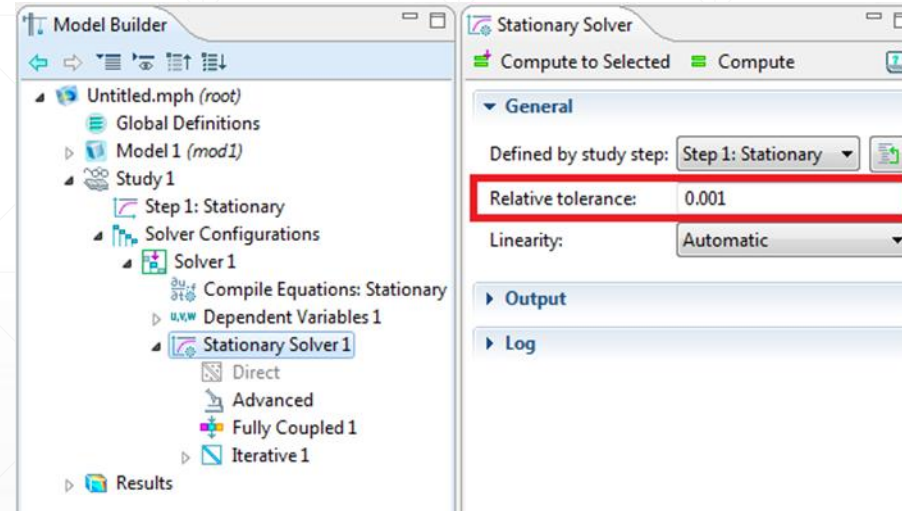 Model Builder
Untitled.mph (root)
Global Definitions
Model 1 (mod1)
Study 1
Step 1: Stationary
Solver Configurations
Solver 1
Compile Equations: Stationary
u,v,w Dependent Variables 1
Stationary Solver 1
Direct
Advanced
Fully Coupled 1
Iterative 1
Results
Stationary Solver
Compute to Selected = Compute
General
Defined by study step: Step 1: Stationary
Relative tolerance: 0.001
Linearity: Automatic
Output
Log